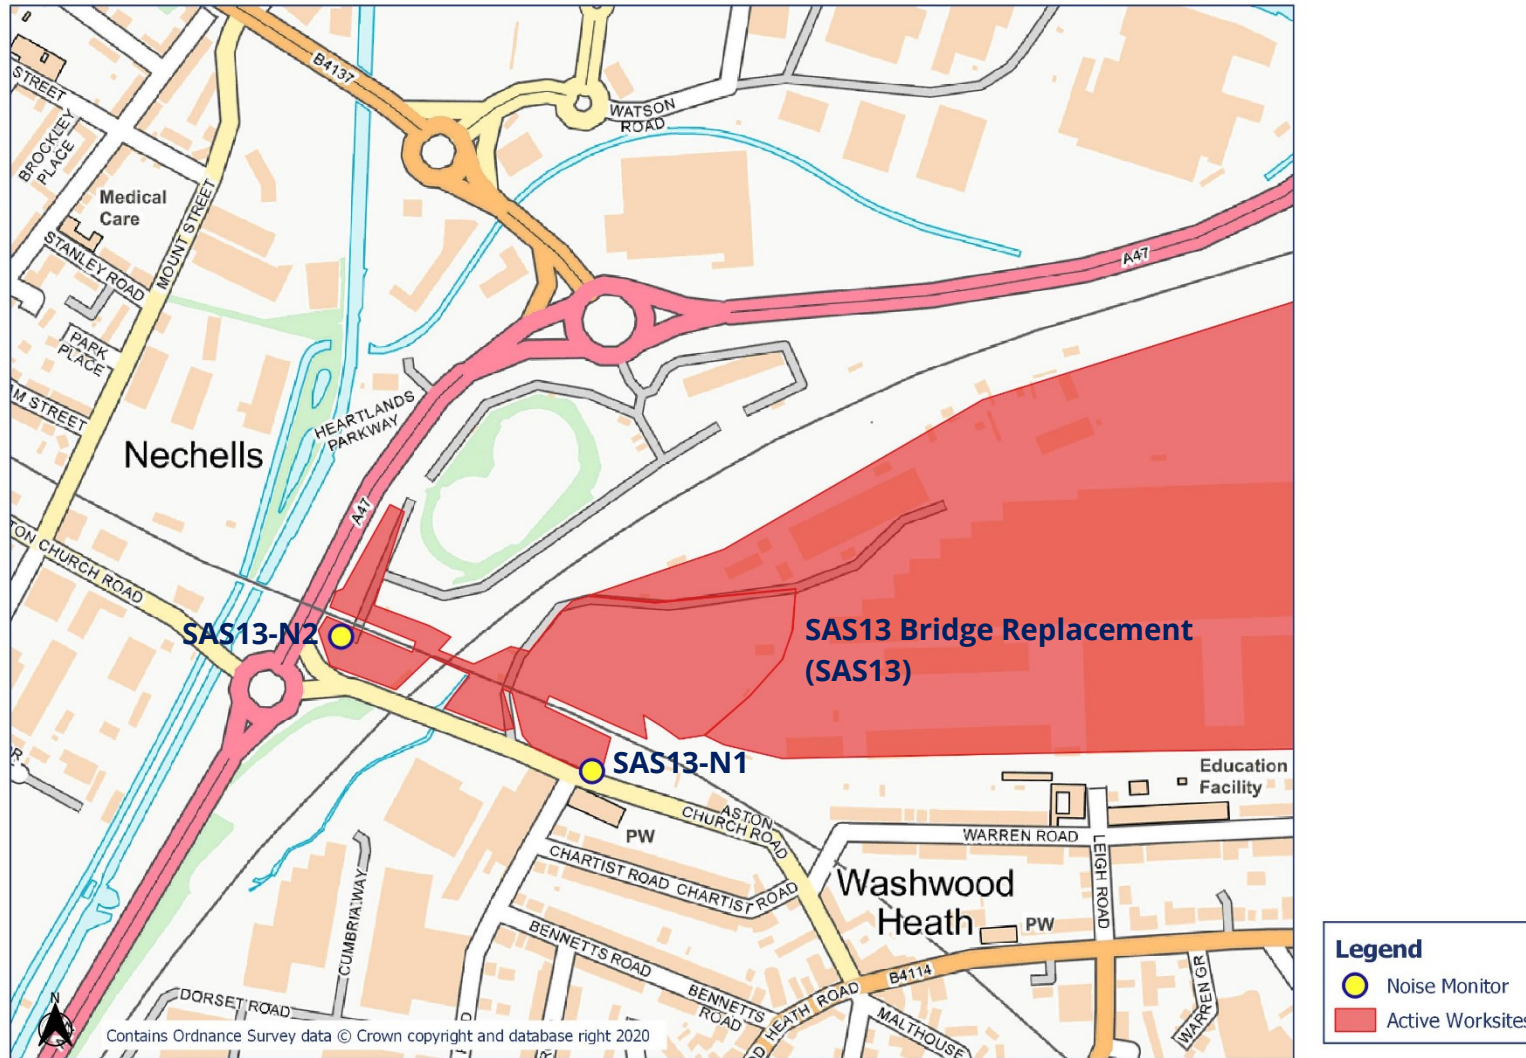 B4137
WATSON
ROAD
STREET
BROCKLEY
PLACE
Medical
Care
STANLEY ROAD
MOUNT STREET
PARK
PLACE
M STREET
A47
HEARTLANDS
PARKWAY
Nechells
A47
TON CHURCH ROAD
SAS13-N2
SAS13 Bridge Replacement
(SAS13)
SAS13-N1
Education
Facility
ASTON
CHURCH ROAD
PW
WARREN ROAD
LEIGH ROAD
CHARTIST ROAD
CHARTIST ROAD
Washwood
Heath
PW
CUMBRIA WAY
BENNETTS ROAD
BENNETTS
ROAD
B4114
HEATH ROAD
MALTHOUSE
WARREN GR
DORSET ROAD
N
Contains Ordnance Survey data © Crown copyright and database right 2020
Legend
Noise Monitor
Active Worksites